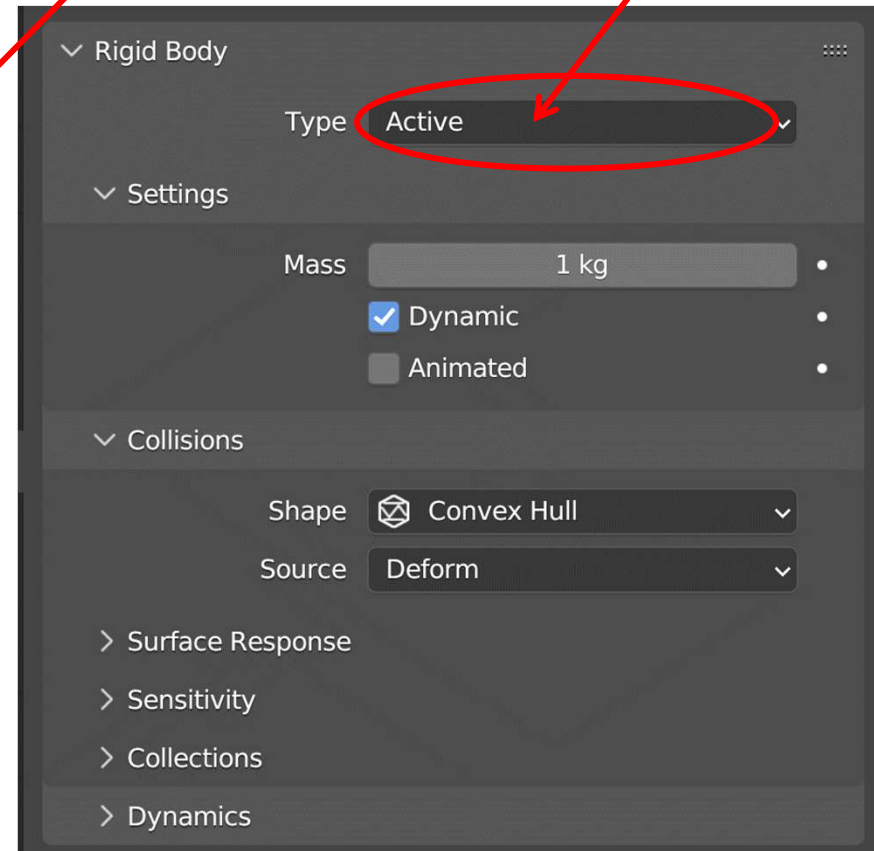 Rigid Body
Type Active
Settings
Mass 1 kg
Dynamic
Animated
Collisions
Shape Convex Hull
Source Deform
Surface Response
Sensitivity
Collections
Dynamics